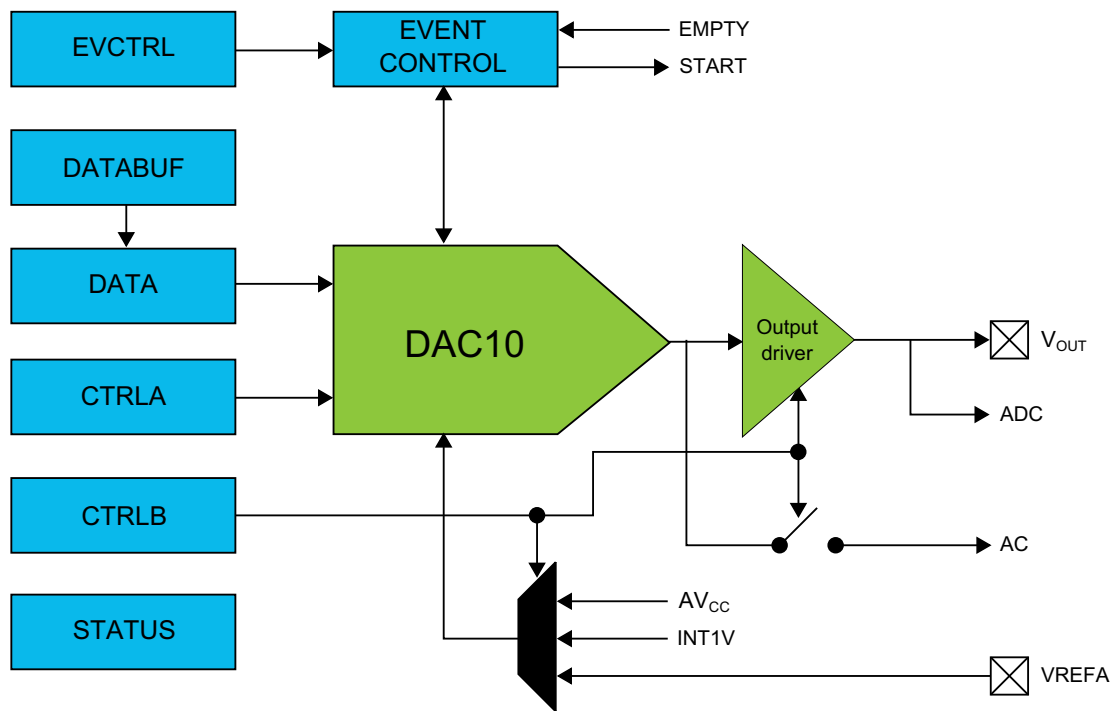 EVCTRL
EVENT
CONTROL
EMPTY
START
DATABUF
DATA
DAC10
Output
driver
VOUT
CTRLA
ADC
CTRLB
AC
STATUS
AVCC
INT1V
VREFA